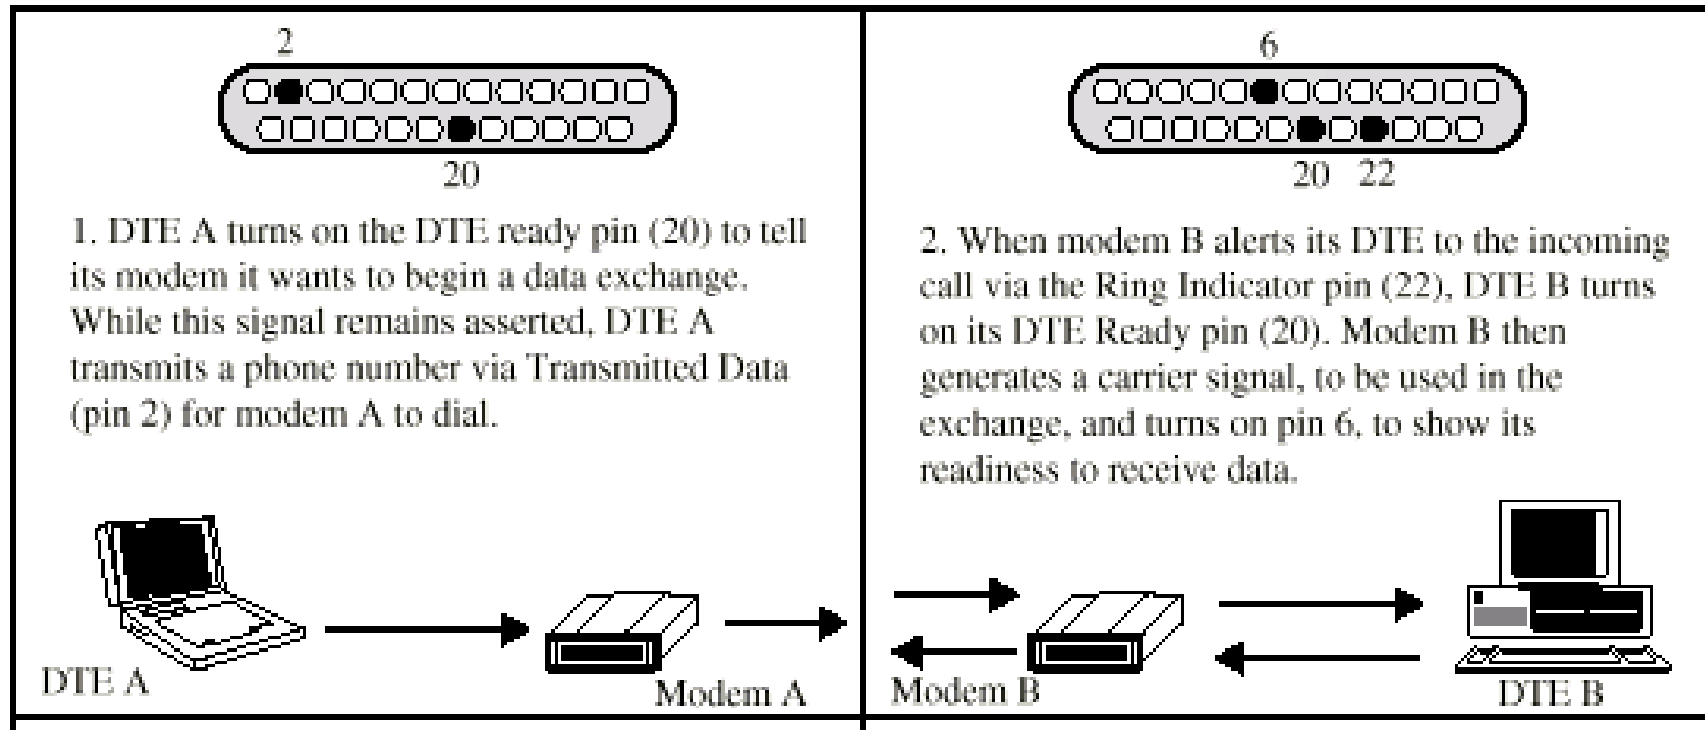 2
20
1. DTE A turns on the DTE ready pin (20) to tell
its modem it wants to begin a data exchange.
While this signal remains asserted, DTE A
transmits a phone number via Transmitted Data
(pin 2) for modem A to dial.
DTE A
Modem A
6
20 22
2. When modem B alerts its DTE to the incoming
call via the Ring Indicator pin (22), DTE B turns
on its DTE Ready pin (20). Modem B then
generates a carrier signal, to be used in the
exchange, and turns on pin 6, to show its
readiness to receive data.
Modem B
DTE B